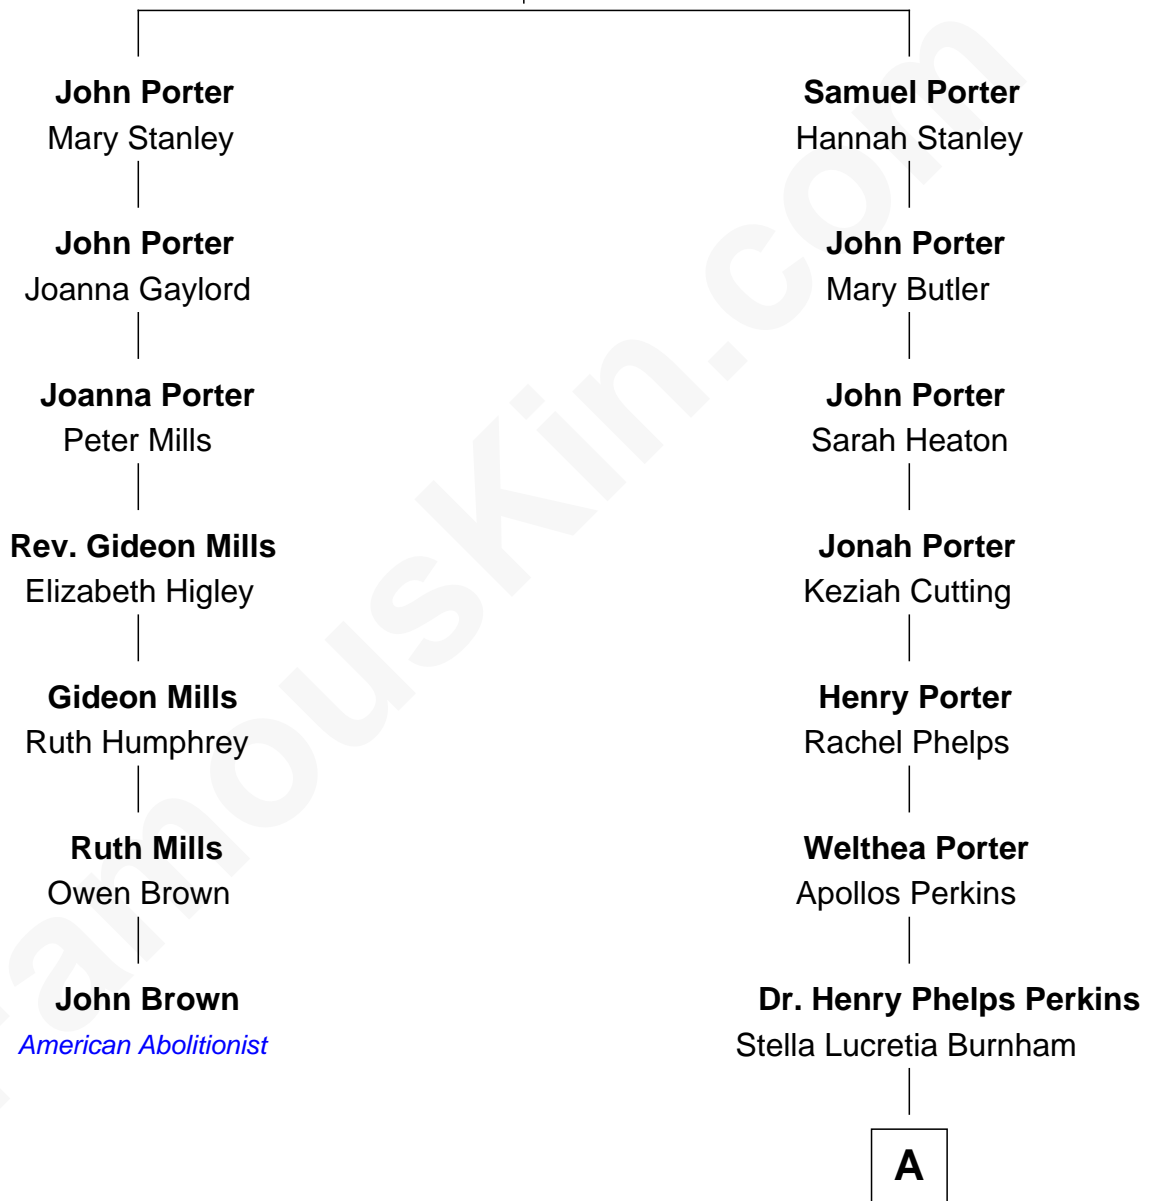 John Porter
Mary Stanley
Samuel Porter
Hannah Stanley
John Porter
Joanna Gaylord
John Porter
Mary Butler
Joanna Porter
Peter Mills
John Porter
Sarah Heaton
Rev. Gideon Mills
Elizabeth Higley
Jonah Porter
Keziah Cutting
Gideon Mills
Ruth Humphrey
Henry Porter
Rachel Phelps
Ruth Mills
Owen Brown
Welthea Porter
Apollos Perkins
John Brown
American Abolitionist
Dr. Henry Phelps Perkins
Stella Lucretia Burnham
A
FamousKin.com